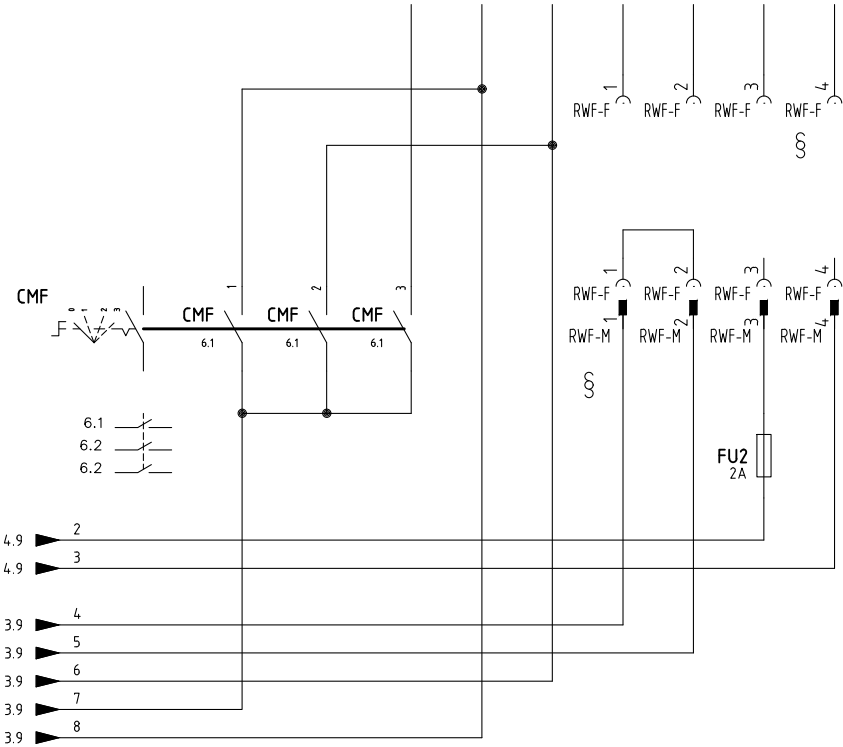 1 2 3 4
RWF-F RWF-F RWF-F RWF-F
§
1 2 3 4
RWF-F RWF-F RWF-F RWF-F
1 2 3 4
RWF-M RWF-M RWF-M RWF-M
§
1 2 3
CMF
0 1 2 3
CMF CMF CMF
6.1 6.1 6.1
6.1
6.2
6.2
FU2
2A
4.9 2
4.9 3
3.9 4
3.9 5
3.9 6
3.9 7
3.9 8